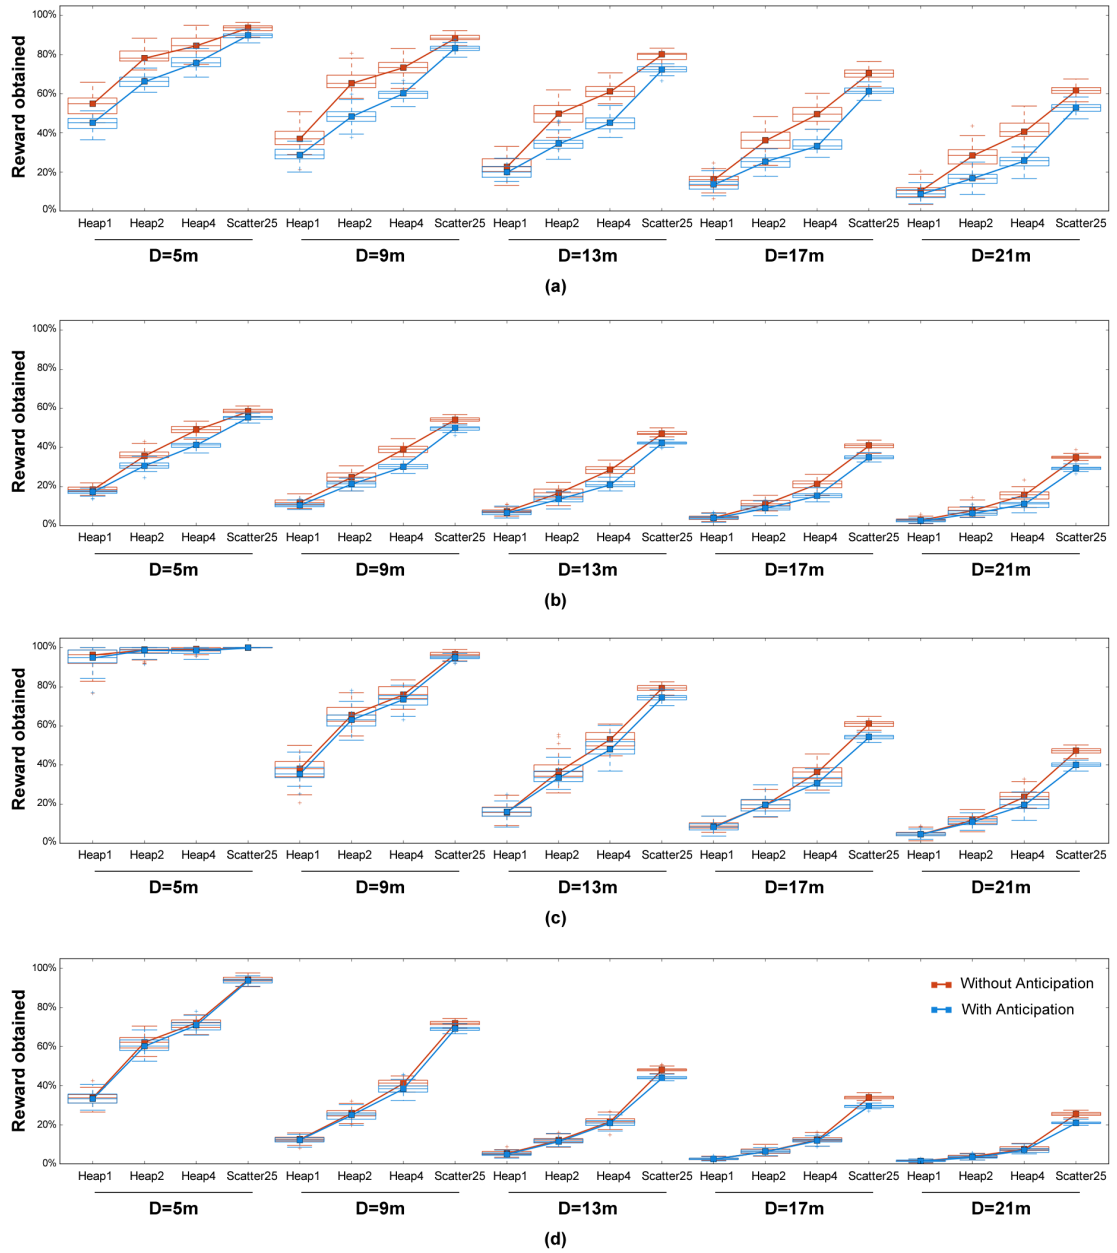 Reward obtained
100%
80%
60%
40%
20%
0%
Heap1 Heap2 Heap4 Scatter25 Heap1 Heap2 Heap4 Scatter25 Heap1 Heap2 Heap4 Scatter25 Heap1 Heap2 Heap4 Scatter25 Heap1 Heap2 Heap4 Scatter25
D=5m D=9m D=13m D=17m D=21m
(a)
Reward obtained
100%
80%
60%
40%
20%
0%
Heap1 Heap2 Heap4 Scatter25 Heap1 Heap2 Heap4 Scatter25 Heap1 Heap2 Heap4 Scatter25 Heap1 Heap2 Heap4 Scatter25 Heap1 Heap2 Heap4 Scatter25
D=5m D=9m D=13m D=17m D=21m
(b)
Reward obtained
100%
80%
60%
40%
20%
0%
Heap1 Heap2 Heap4 Scatter25 Heap1 Heap2 Heap4 Scatter25 Heap1 Heap2 Heap4 Scatter25 Heap1 Heap2 Heap4 Scatter25 Heap1 Heap2 Heap4 Scatter25
D=5m D=9m D=13m D=17m D=21m
(c)
Reward obtained
100%
80%
60%
40%
20%
0%
Without Anticipation
With Anticipation
Heap1 Heap2 Heap4 Scatter25 Heap1 Heap2 Heap4 Scatter25 Heap1 Heap2 Heap4 Scatter25 Heap1 Heap2 Heap4 Scatter25 Heap1 Heap2 Heap4 Scatter25
D=5m D=9m D=13m D=17m D=21m
(d)